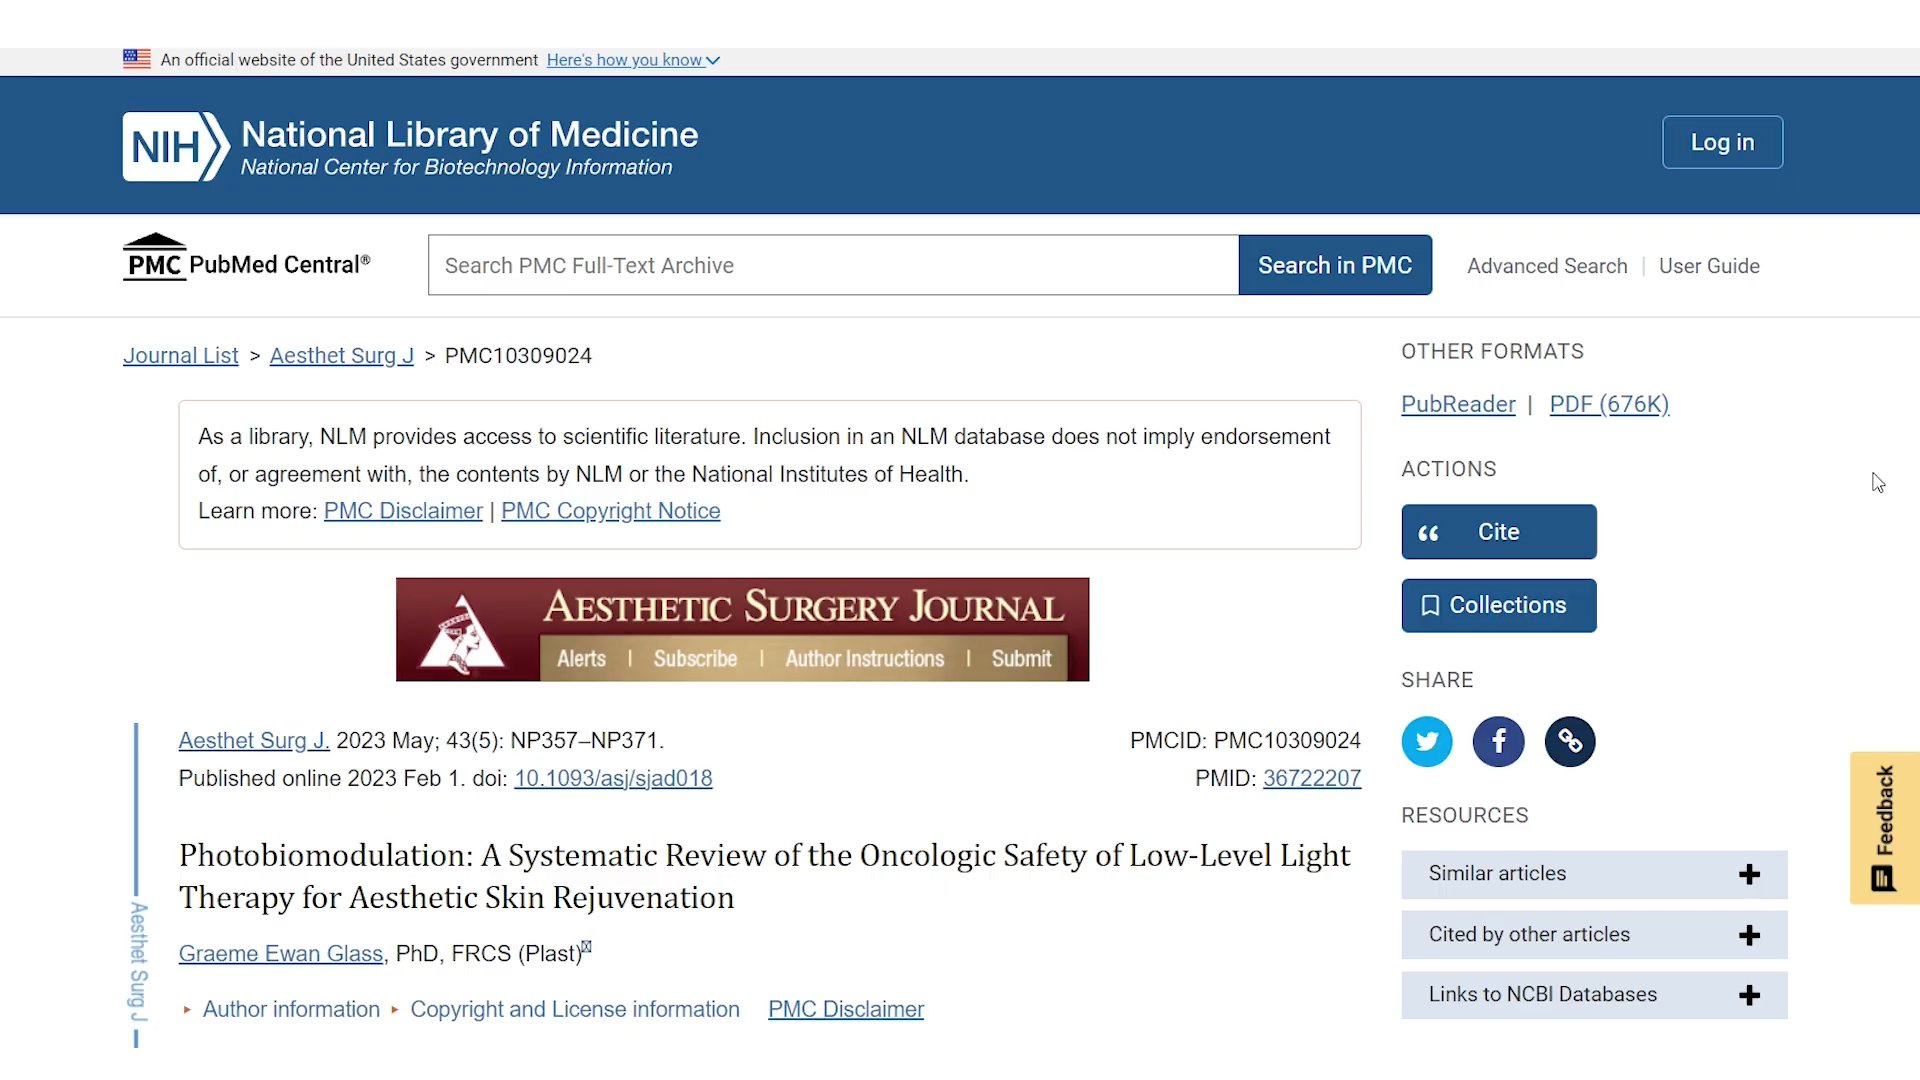 An official website of the United States government Here's how you know
NIH National Library of Medicine
National Center for Biotechnology Information
Log in
PMC PubMed Central®
Search PMC Full-Text Archive
Search in PMC
Advanced Search | User Guide
Journal List > Aesthet Surg J > PMC10309024
As a library, NLM provides access to scientific literature. Inclusion in an NLM database does not imply endorsement
of, or agreement with, the contents by NLM or the National Institutes of Health.
Learn more: PMC Disclaimer | PMC Copyright Notice
AESTHETIC SURGERY JOURNAL
Alerts | Subscribe | Author Instructions | Submit
Aesthet Surg J. 2023 May; 43(5): NP357–NP371.
PMCID: PMC10309024
Published online 2023 Feb 1. doi: 10.1093/asj/sjad018
PMID: 36722207
Photobiomodulation: A Systematic Review of the Oncologic Safety of Low-Level Light
Therapy for Aesthetic Skin Rejuvenation
Graeme Ewan Glass, PhD, FRCS (Plast)
Author information Copyright and License information PMC Disclaimer
Aesthet Surg J
OTHER FORMATS
PubReader | PDF (676K)
ACTIONS
Cite
Collections
SHARE
RESOURCES
Similar articles
Cited by other articles
Links to NCBI Databases
Feedback